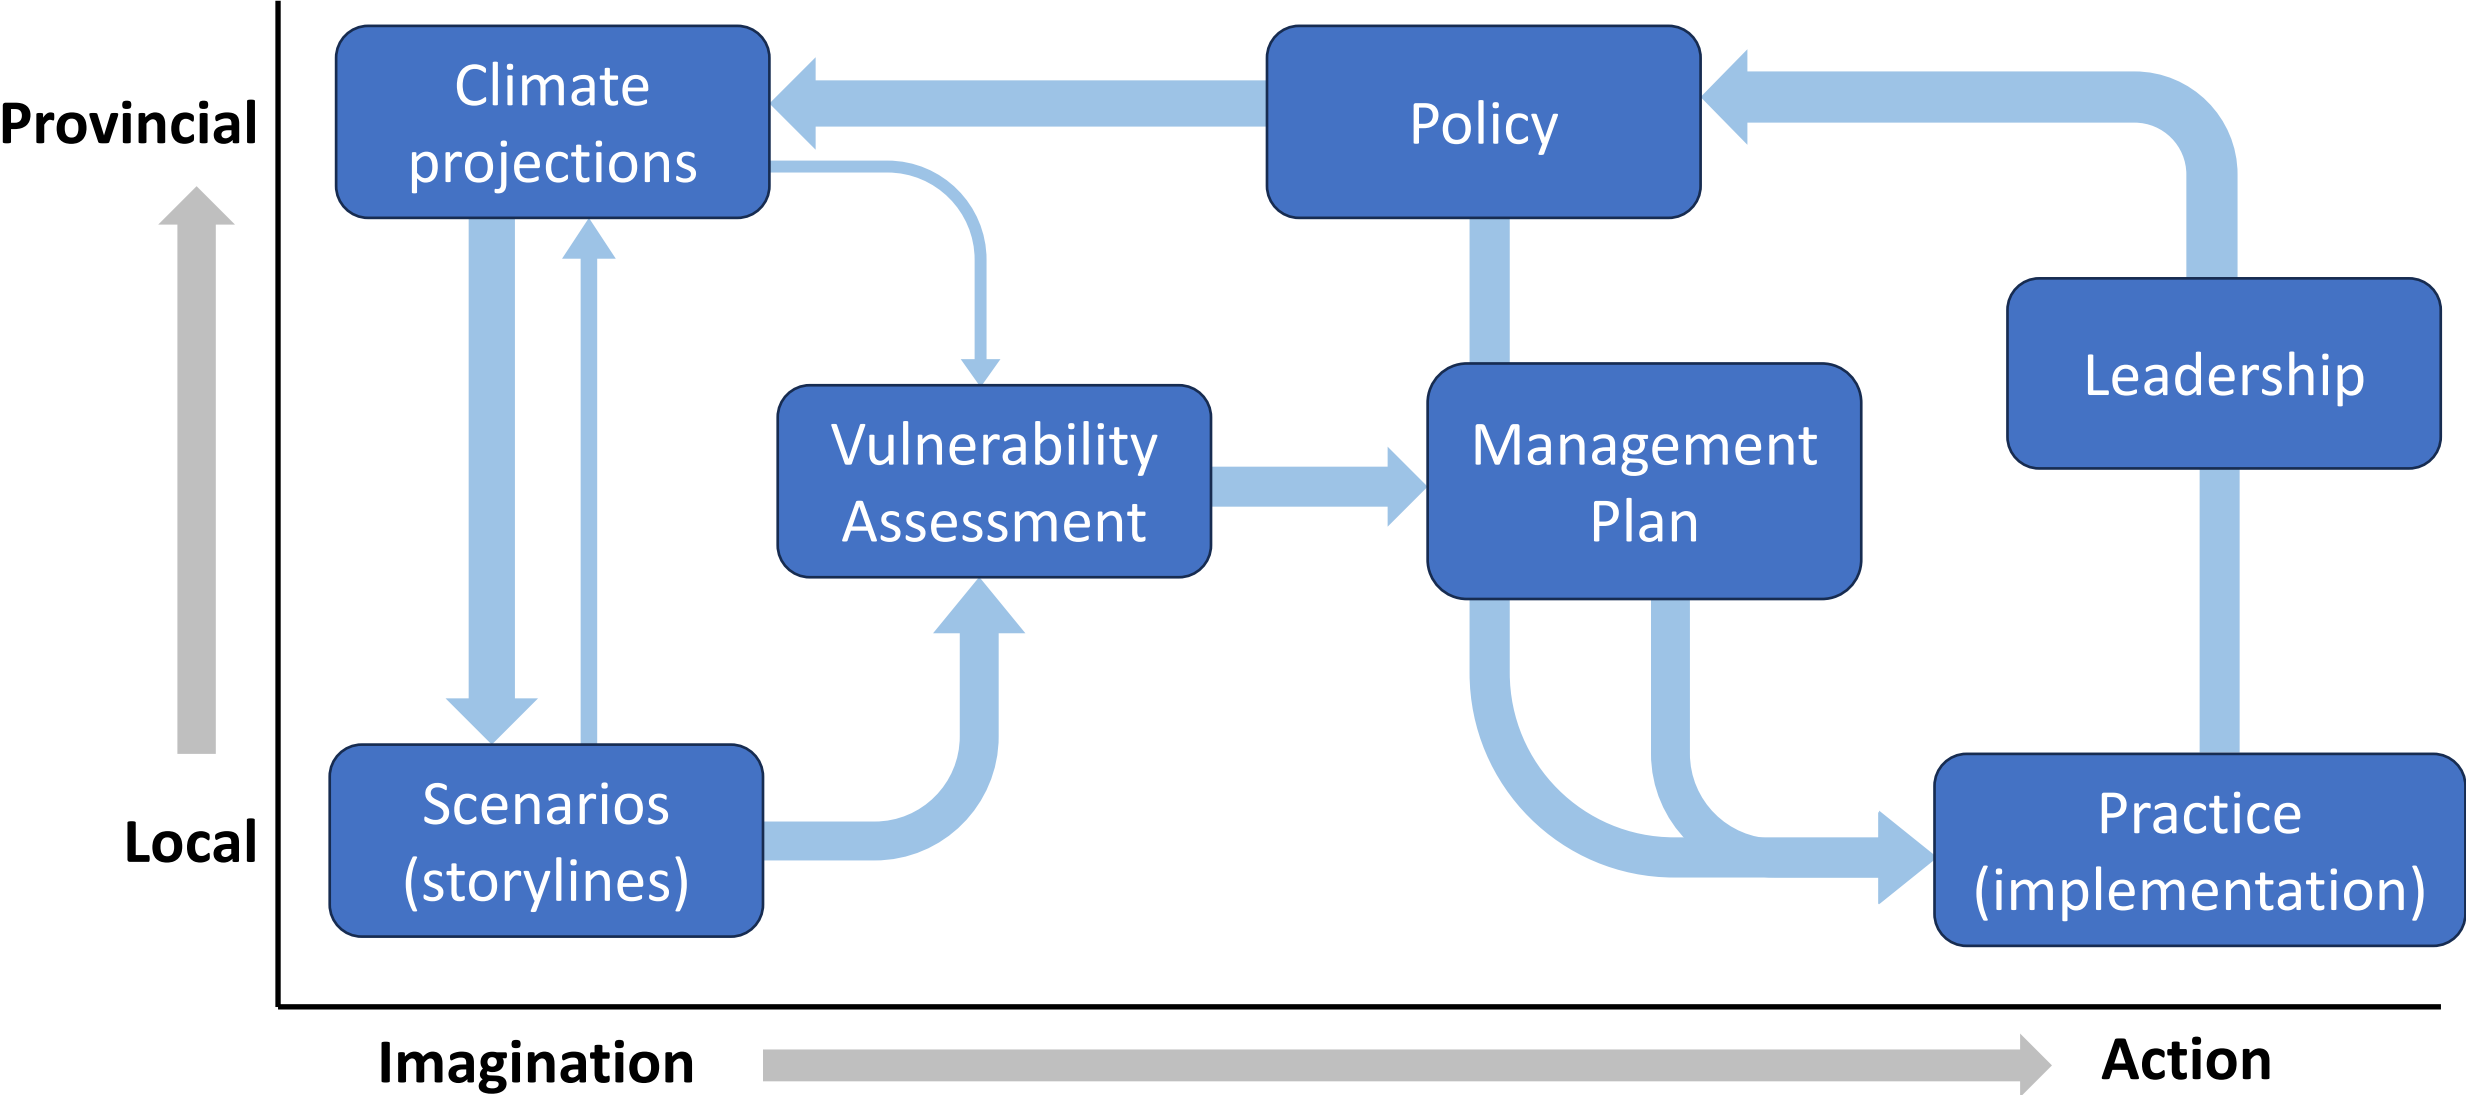 Provincial
Climate
projections
Policy
Leadership
Vulnerability
Assessment
Management
Plan
Local
Scenarios
(storylines)
Practice
(implementation)
Imagination
Action